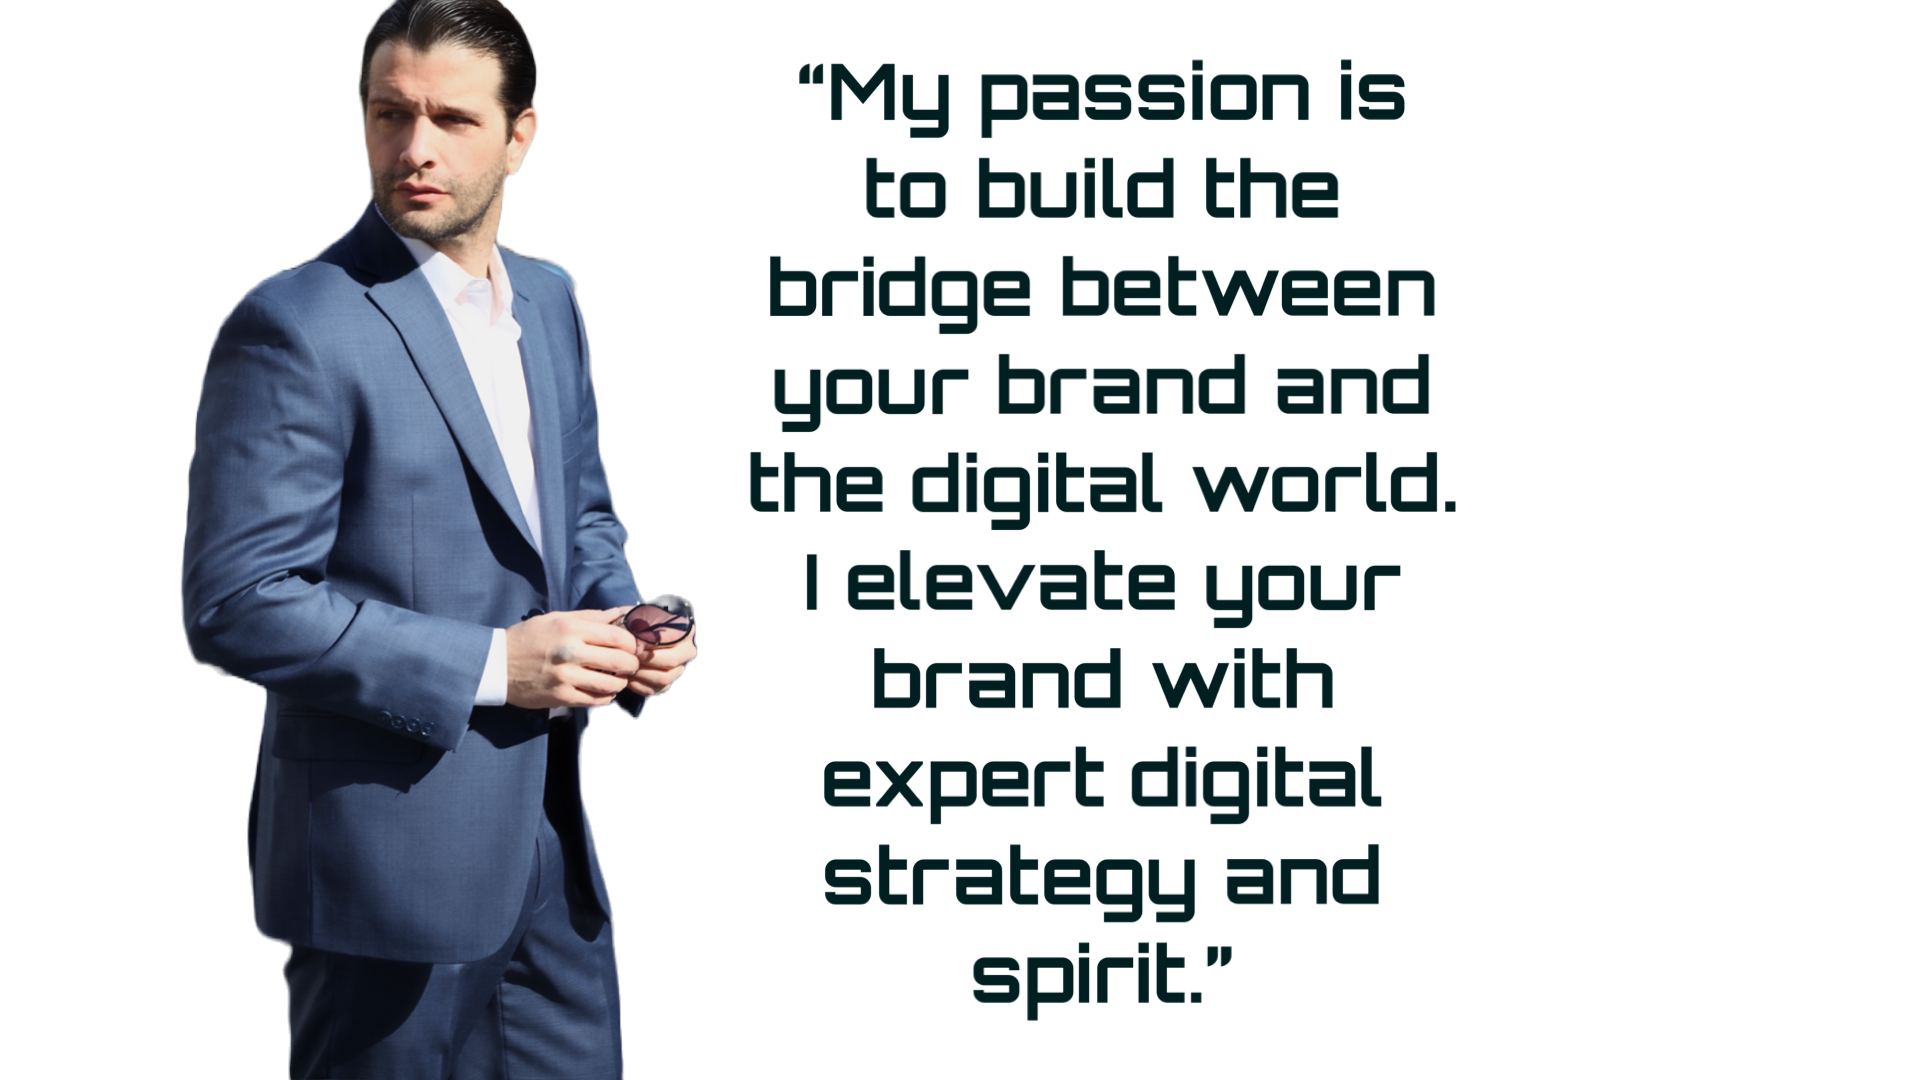 “My passion is
to build the
bridge between
your brand and
the digital world.
I elevate your
brand with
expert digital
strategy and
spirit.”